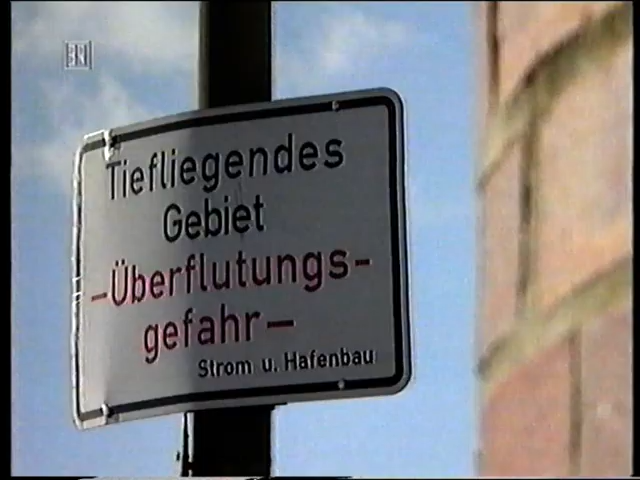 Tiefliegendes
Gebiet
-Überflutungs-
gefahr-
Strom u. Hafenbau